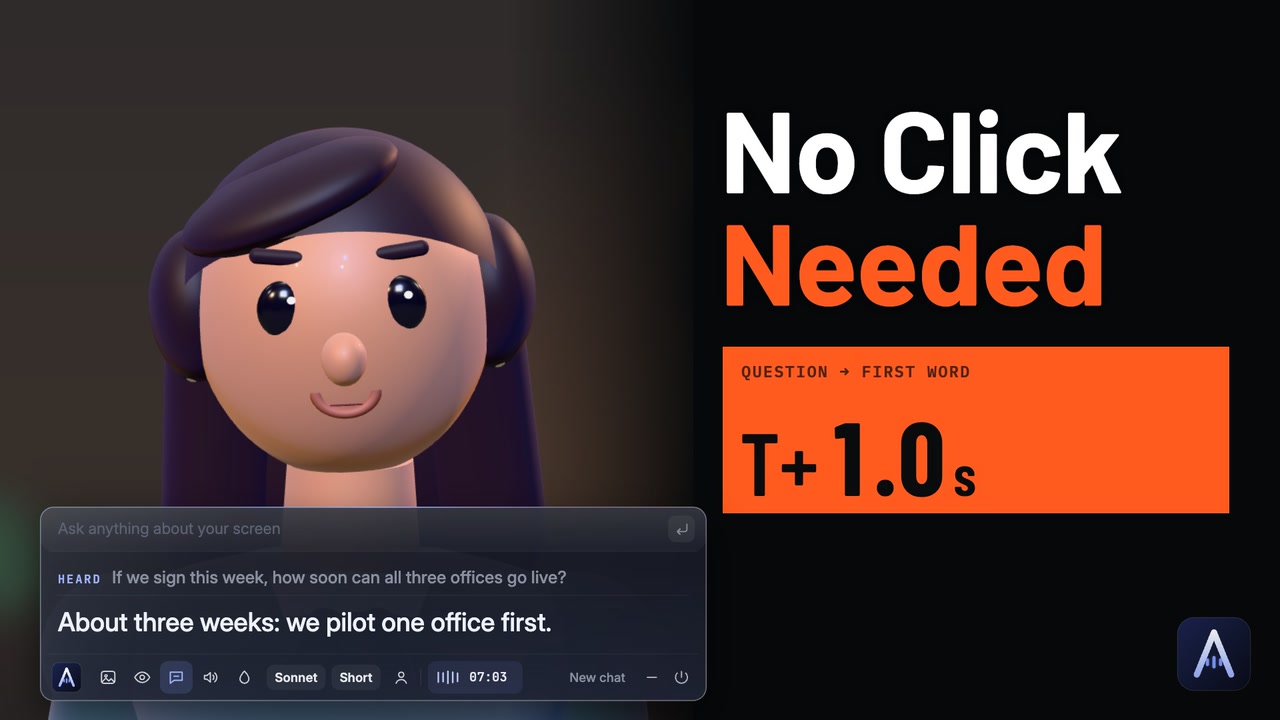 No Click
Needed
QUESTION → FIRST WORD
T+ 1.0 s
Ask anything about your screen
HEARD If we sign this week, how soon can all three offices go live?
About three weeks: we pilot one office first.
Sonnet Short 07:03 New chat